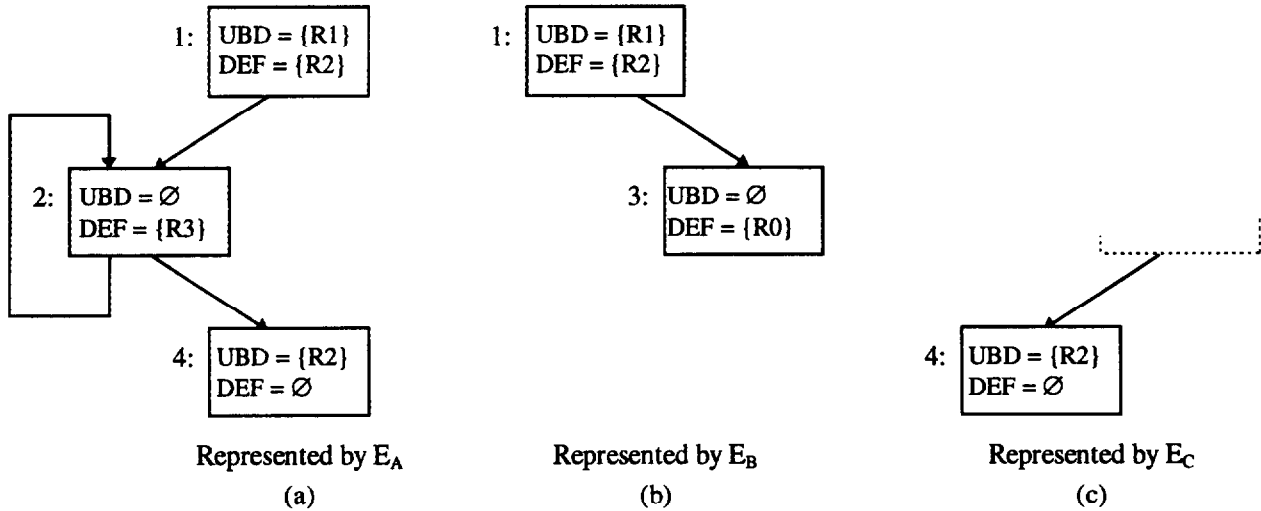 1:
UBD = {R1}
DEF = {R2}
2:
UBD = ∅
DEF = {R3}
4:
UBD = {R2}
DEF = ∅
Represented by E_A
(a)
1:
UBD = {R1}
DEF = {R2}
3:
UBD = ∅
DEF = {R0}
Represented by E_B
(b)
4:
UBD = {R2}
DEF = ∅
Represented by E_C
(c)